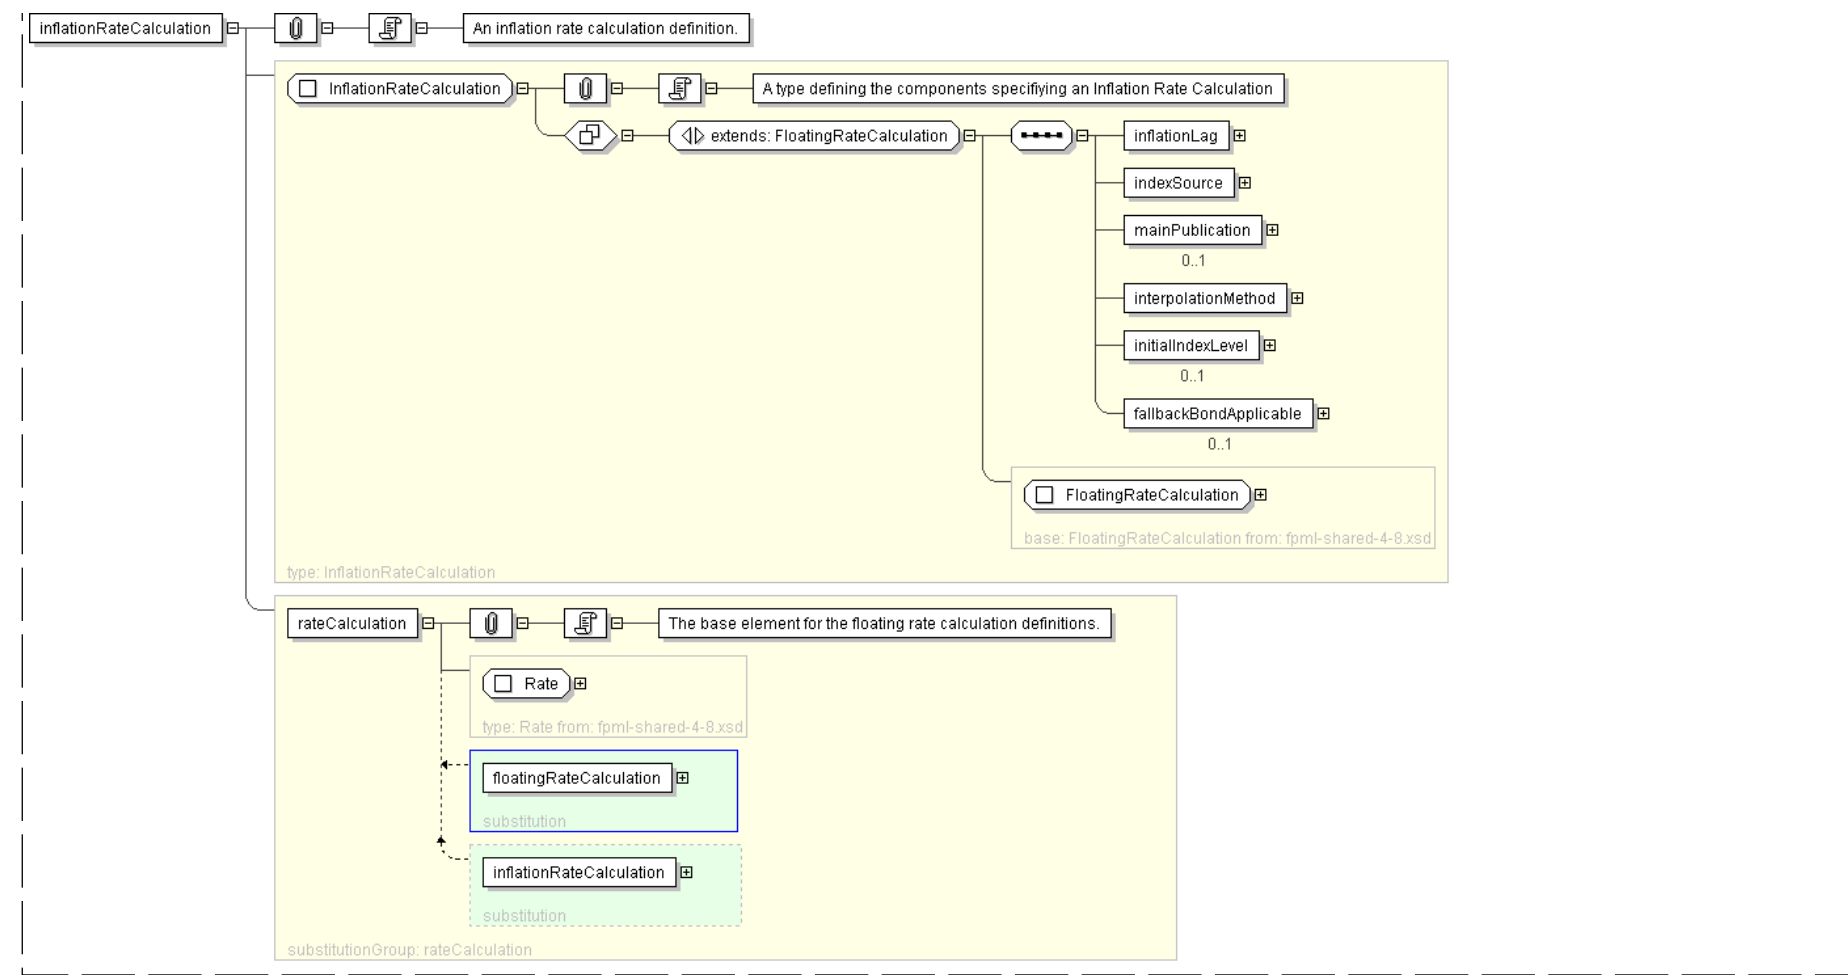 inflationRateCalculation
An inflation rate calculation definition.
InflationRateCalculation
A type defining the components specifiying an Inflation Rate Calculation
extends: FloatingRateCalculation
inflationLag
indexSource
mainPublication
0..1
interpolationMethod
initialIndexLevel
0..1
fallbackBondApplicable
0..1
FloatingRateCalculation
base: FloatingRateCalculation from: fpml-shared-4-8.xsd
type: InflationRateCalculation
rateCalculation
The base element for the floating rate calculation definitions.
Rate
type: Rate from: fpml-shared-4-8.xsd
floatingRateCalculation
substitution
inflationRateCalculation
substitution
substitutionGroup: rateCalculation